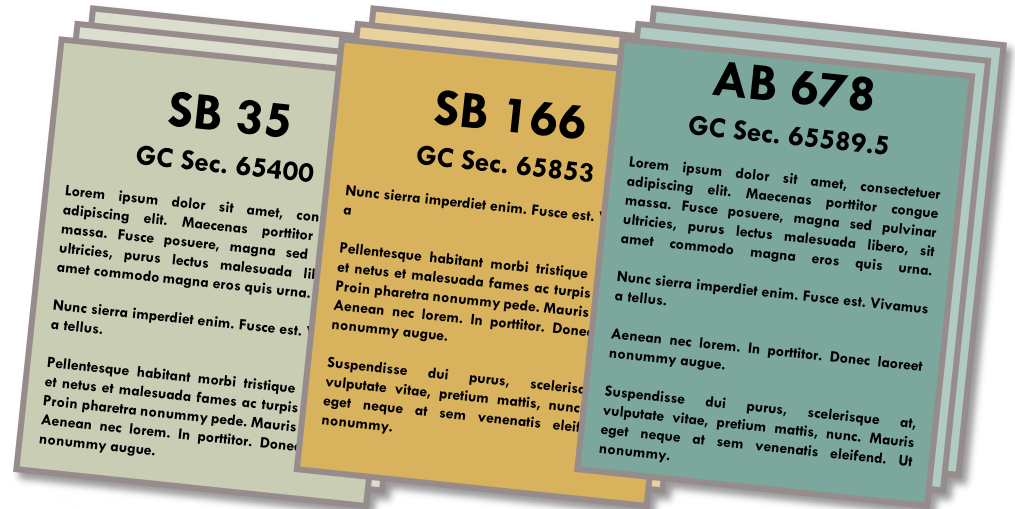 SB 35
GC Sec. 65400
Lorem ipsum dolor sit amet,
adipiscing elit. Maecenas porttitor
massa. Fusce posuere, magna sed
ultricies, purus lectus malesuada
amet commodo magna eros quis urna.
Nunc sierra imperdiet enim. Fusce est.
a tellus.
Pellentesque habitant morbi tristique
et netus et malesuada fames ac turpis
Proin pharetra nonummy pede. Mauris
Aenean nec lorem. In porttitor.
nonummy augue.
SB 166
GC Sec. 65853
Nunc sierra imperdiet enim. Fusce est.
a
Pellentesque habitant morbi tristique
et netus et malesuada fames ac turpis
Proin pharetra nonummy pede. Mauris
Aenean nec lorem. In porttitor.
nonummy augue.
Suspendisse dui purus,
vulputate vitae, pretium mattis, nunc
eget neque at sem venenatis
nonummy.
AB 678
GC Sec. 65589.5
Lorem ipsum dolor sit amet, consectetuer
adipiscing elit. Maecenas porttitor congue
massa. Fusce posuere, magna sed pulvinar
ultricies, purus lectus malesuada libero, sit
amet commodo magna eros quis urna.
Nunc sierra imperdiet enim. Fusce est. Vivamus
a tellus.
Aenean nec lorem. In porttitor. Donec laoreet
nonummy augue.
Suspendisse dui purus, scelerisque at,
vulputate vitae, pretium mattis, nunc. Mauris
eget neque at sem venenatis eleifend. Ut
nonummy.